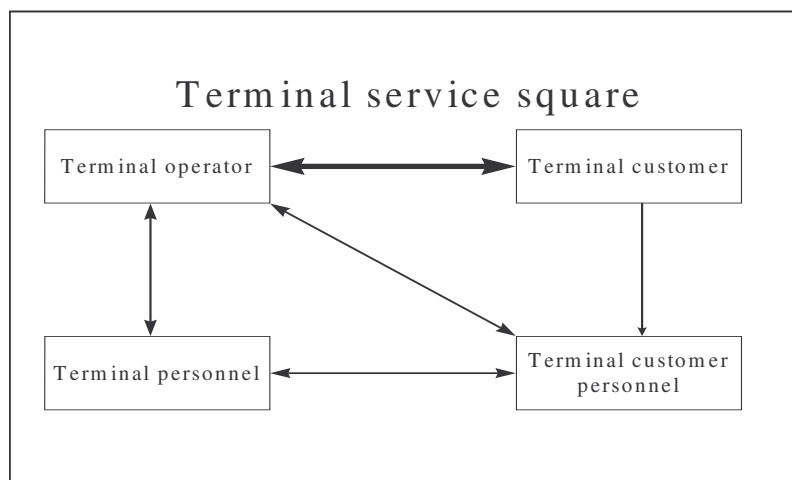 Terminal service square
Terminal operator
Terminal customer
Terminal personnel
Terminal customer
personnel